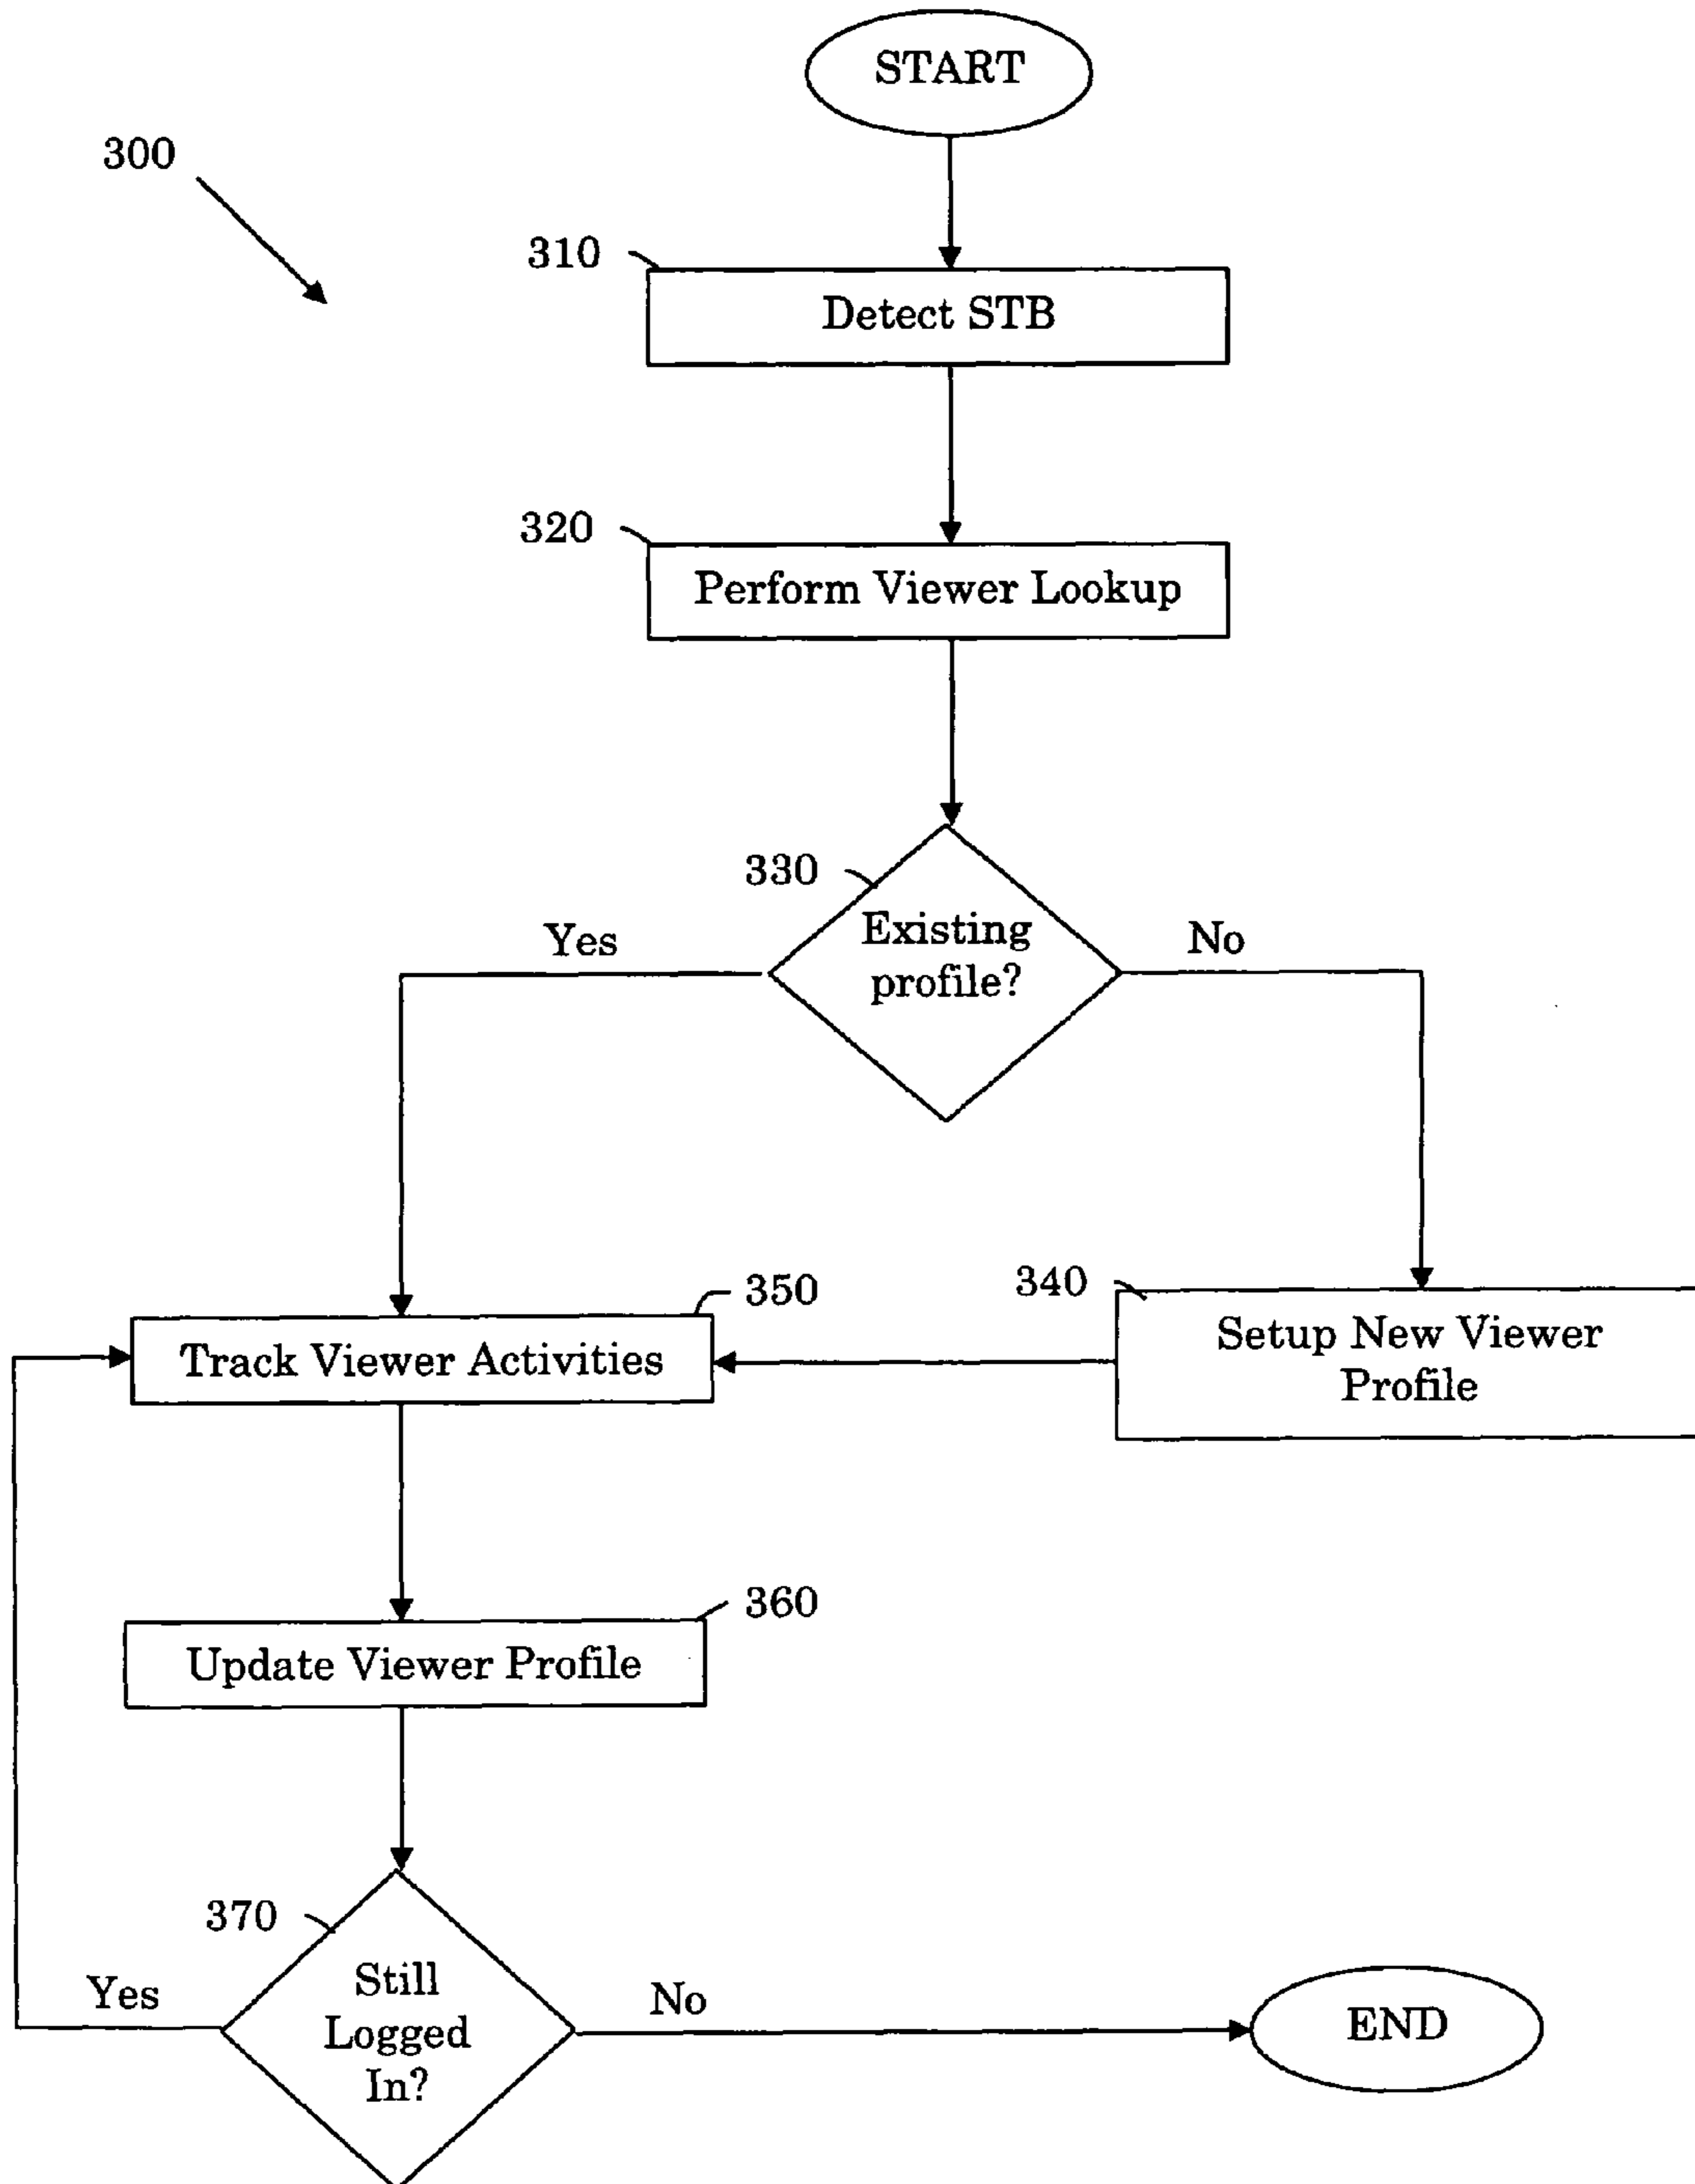 START
300
310
Detect STB
320
Perform Viewer Lookup
330
Existing
profile?
Yes
No
350
Track Viewer Activities
340
Setup New Viewer
Profile
360
Update Viewer Profile
370
Still
Logged
In?
Yes
No
END